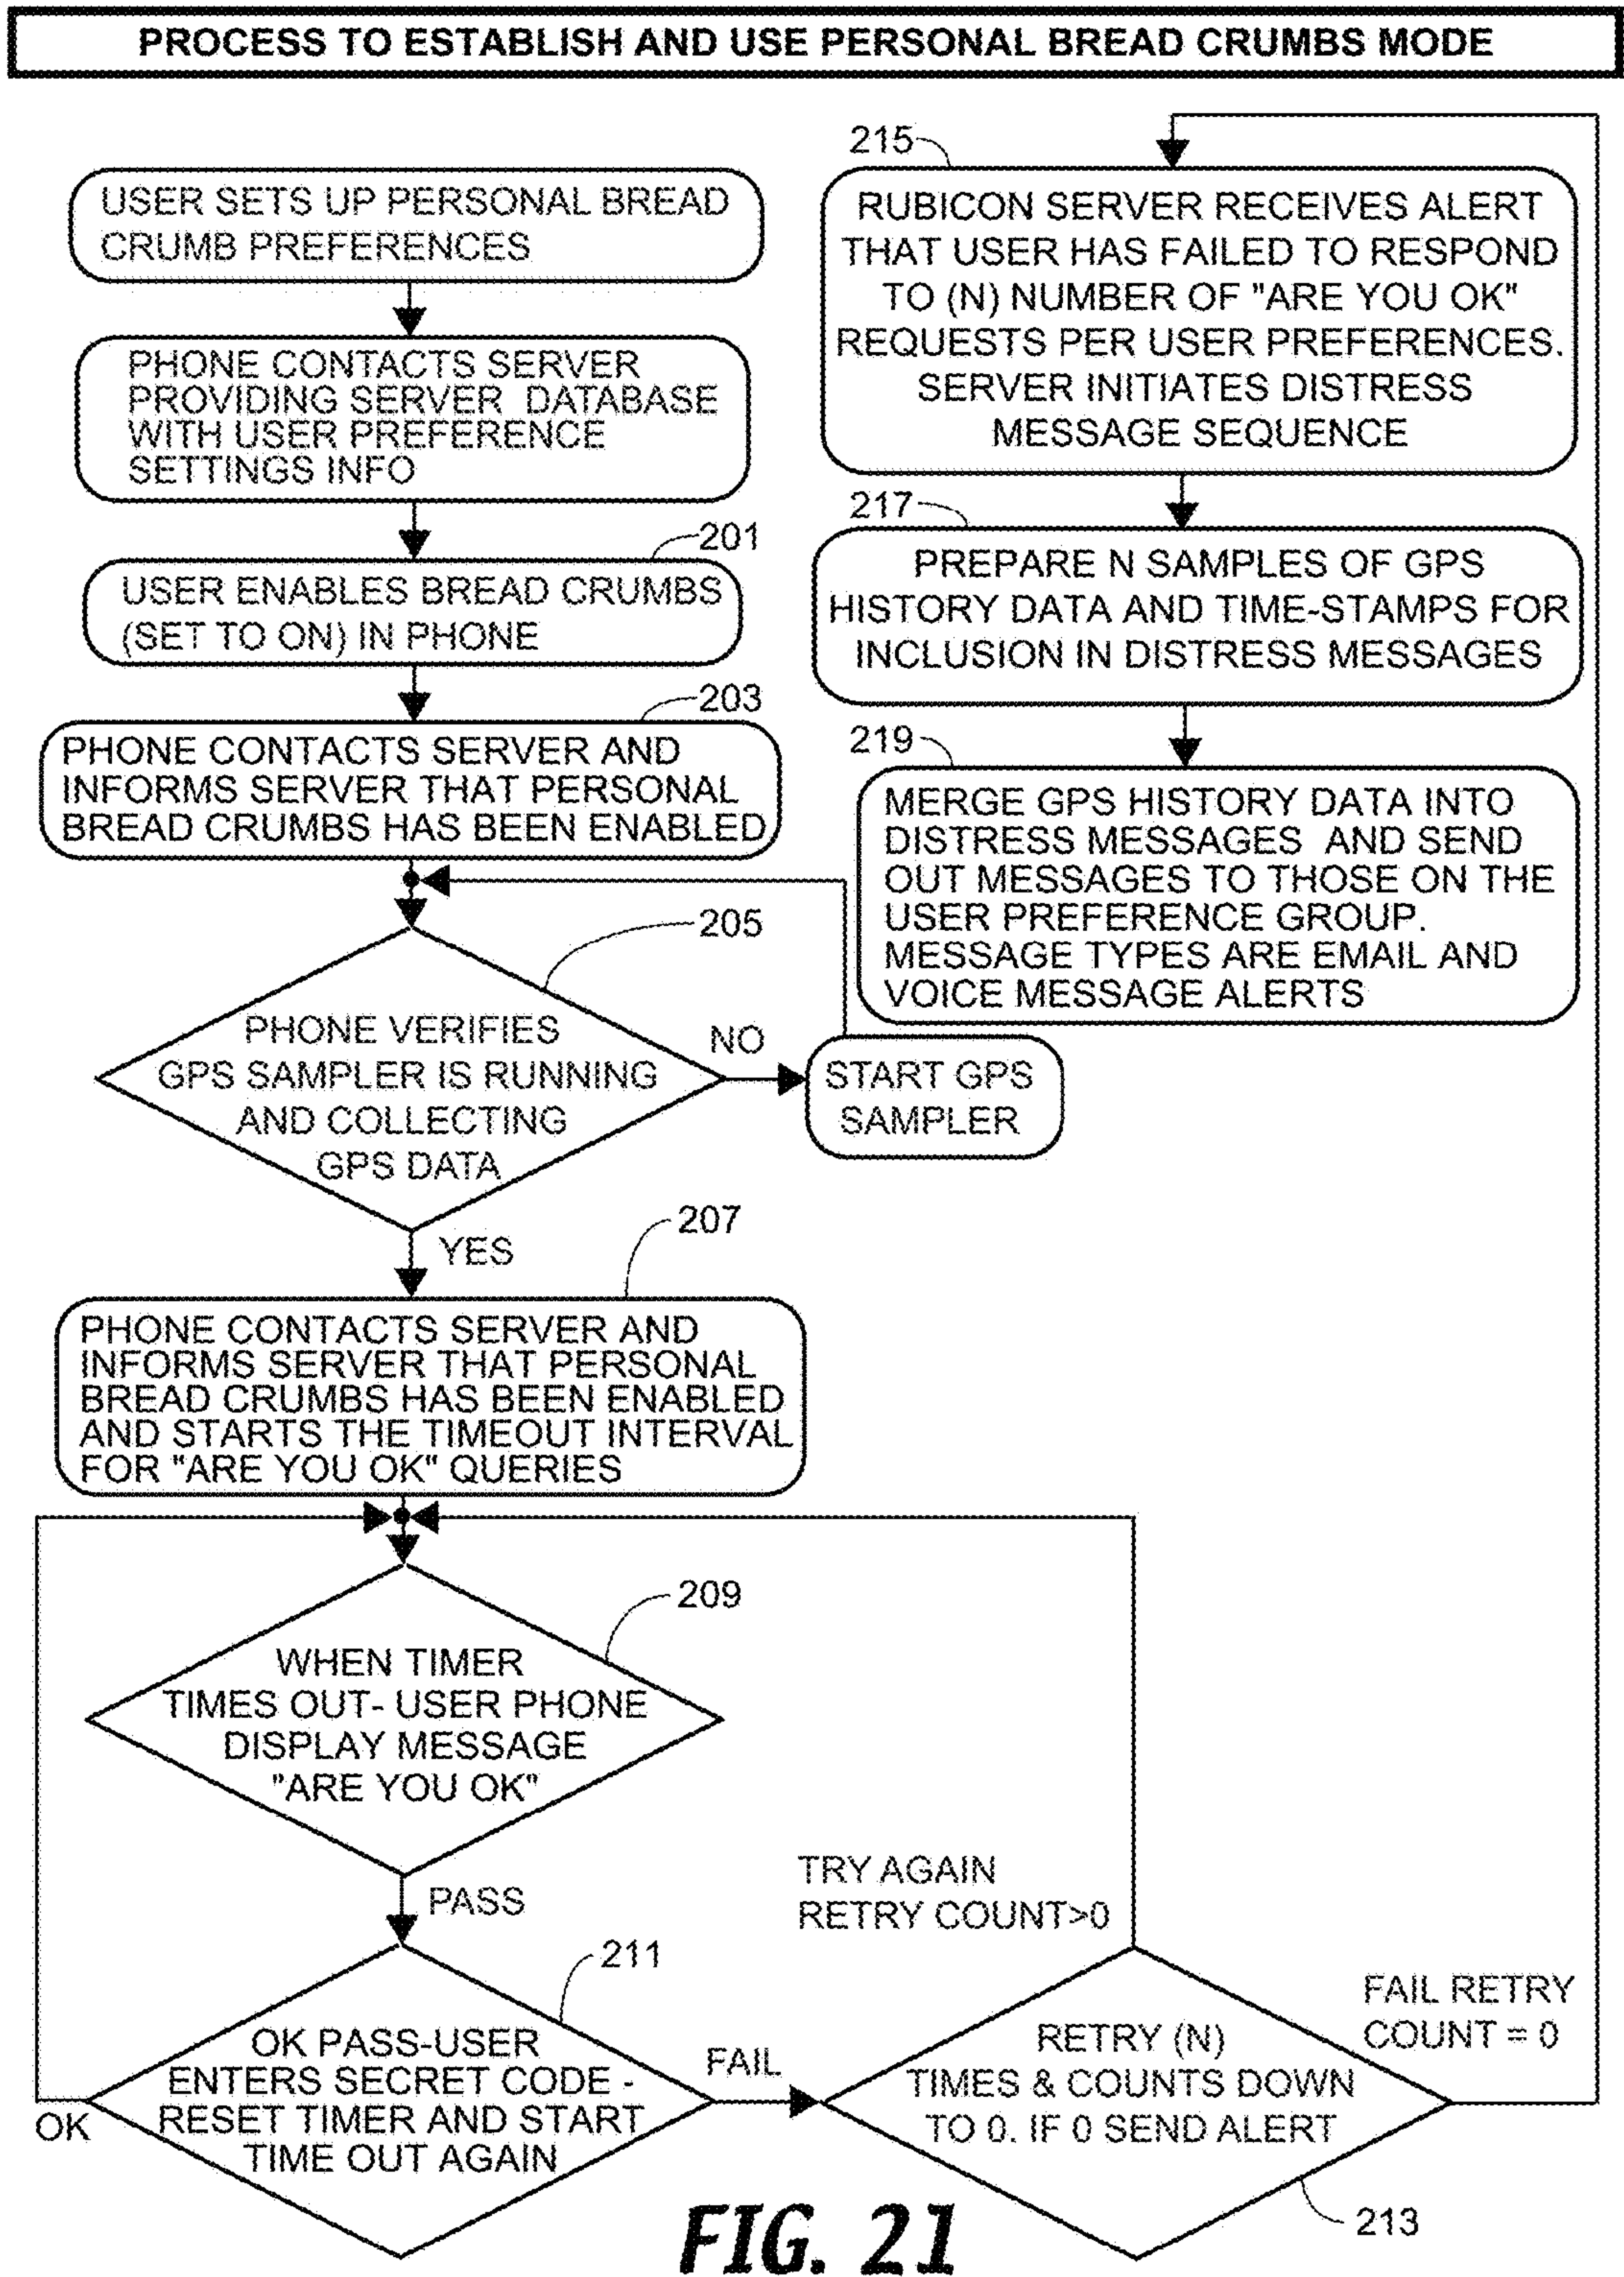 PROCESS TO ESTABLISH AND USE PERSONAL BREAD CRUMBS MODE
USER SETS UP PERSONAL BREAD
CRUMB PREFERENCES
PHONE CONTACTS SERVER
PROVIDING SERVER DATABASE
WITH USER PREFERENCE
SETTINGS INFO
201
USER ENABLES BREAD CRUMBS
(SET TO ON) IN PHONE
203
PHONE CONTACTS SERVER AND
INFORMS SERVER THAT PERSONAL
BREAD CRUMBS HAS BEEN ENABLED
205
PHONE VERIFIES
GPS SAMPLER IS RUNNING
AND COLLECTING
GPS DATA
NO
START GPS
SAMPLER
YES
207
PHONE CONTACTS SERVER AND
INFORMS SERVER THAT PERSONAL
BREAD CRUMBS HAS BEEN ENABLED
AND STARTS THE TIMEOUT INTERVAL
FOR "ARE YOU OK" QUERIES
209
WHEN TIMER
TIMES OUT- USER PHONE
DISPLAY MESSAGE
"ARE YOU OK"
PASS
211
OK PASS-USER
ENTERS SECRET CODE -
RESET TIMER AND START
TIME OUT AGAIN
OK
FAIL
TRY AGAIN
RETRY COUNT>0
RETRY (N)
TIMES & COUNTS DOWN
TO 0. IF 0 SEND ALERT
213
FAIL RETRY
COUNT = 0
215
RUBICON SERVER RECEIVES ALERT
THAT USER HAS FAILED TO RESPOND
TO (N) NUMBER OF "ARE YOU OK"
REQUESTS PER USER PREFERENCES.
SERVER INITIATES DISTRESS
MESSAGE SEQUENCE
217
PREPARE N SAMPLES OF GPS
HISTORY DATA AND TIME-STAMPS FOR
INCLUSION IN DISTRESS MESSAGES
219
MERGE GPS HISTORY DATA INTO
DISTRESS MESSAGES AND SEND
OUT MESSAGES TO THOSE ON THE
USER PREFERENCE GROUP.
MESSAGE TYPES ARE EMAIL AND
VOICE MESSAGE ALERTS
FIG. 21